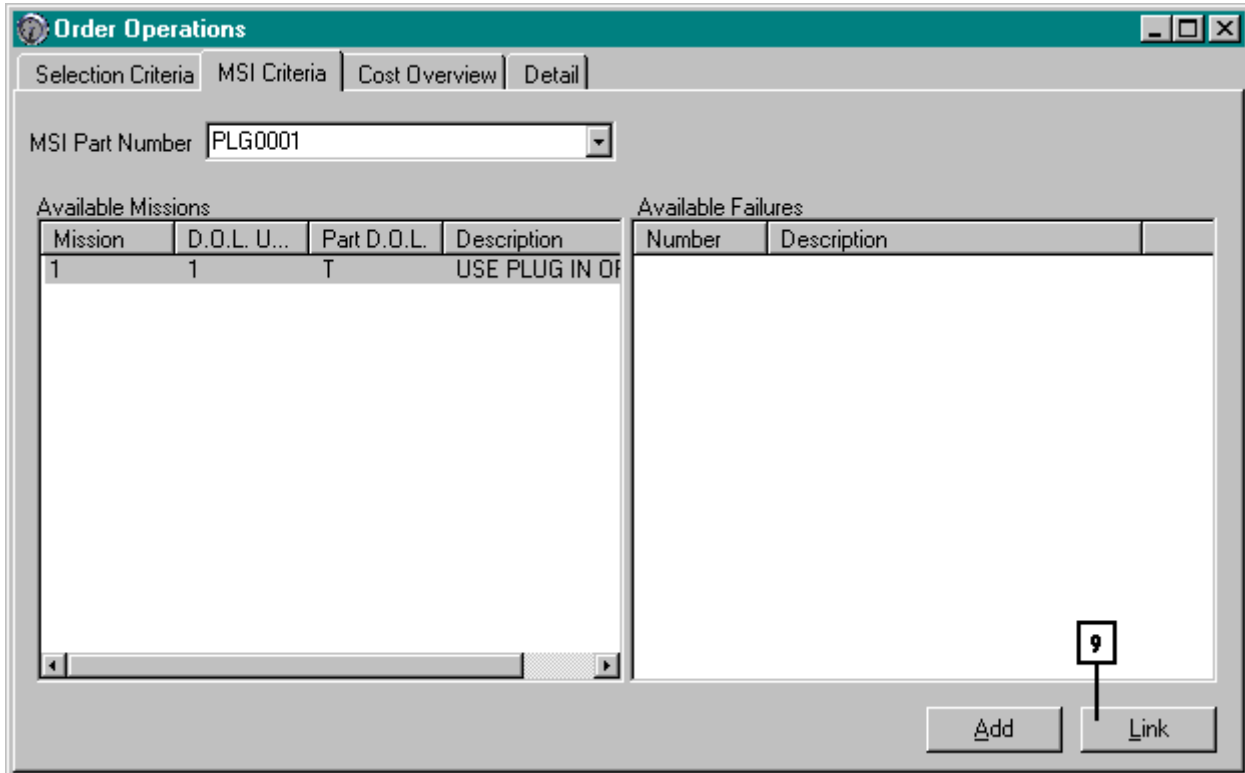 Order Operations
Selection Criteria MSI Criteria Cost Overview Detail
MSI Part Number PLG0001
Available Missions Available Failures
Mission D.O.L. U... Part D.O.L. Description Number Description
1 1 T USE PLUG IN OF
9
Add Link